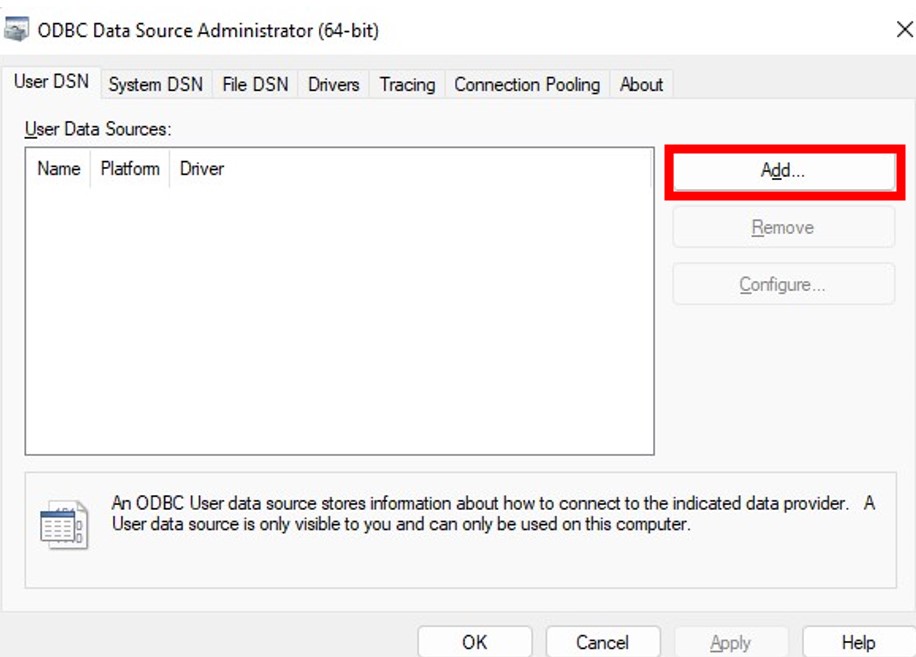 ODBC Data Source Administrator (64-bit)
User DSN System DSN File DSN Drivers Tracing Connection Pooling About
User Data Sources:
Name Platform Driver
Add...
Remove
Configure...
An ODBC User data source stores information about how to connect to the indicated data provider. A
User data source is only visible to you and can only be used on this computer.
OK Cancel Apply Help